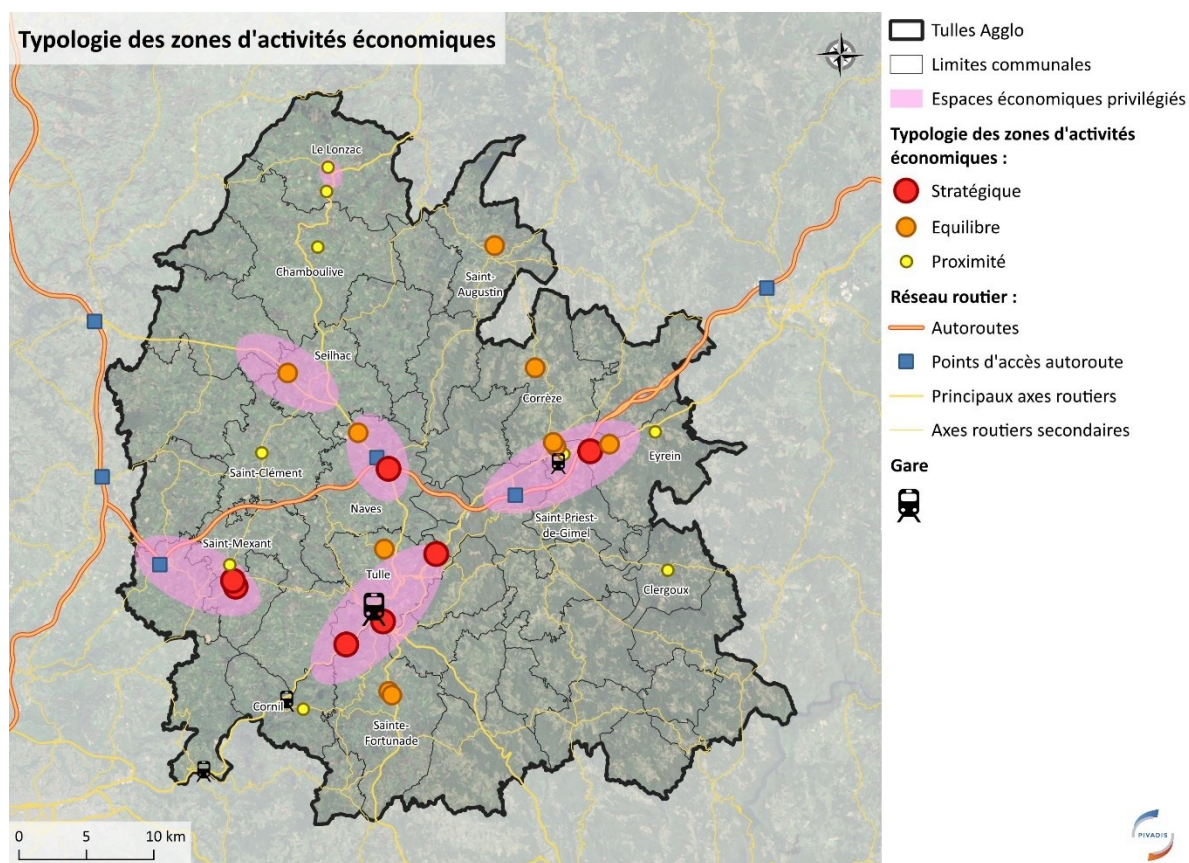 Typologie des zones d'activités économiques
Le Lonzac
Chamboulive
Saint-
Augustin
Seilhac
Corrèze
Saint-Clément
Eyrein
Naves
Saint-Priest-
de-Gimel
Saint-Mexant
Tulle
Clergoux
Cornil
Sainte-
Fortunade
0 5 10 km
Tulles Agglo
Limites communales
Espaces économiques privilégiés
Typologie des zones d'activités
économiques :
Stratégique
Equilibre
Proximité
Réseau routier :
Autoroutes
Points d'accès autoroute
Principaux axes routiers
Axes routiers secondaires
Gare
PIVADIS